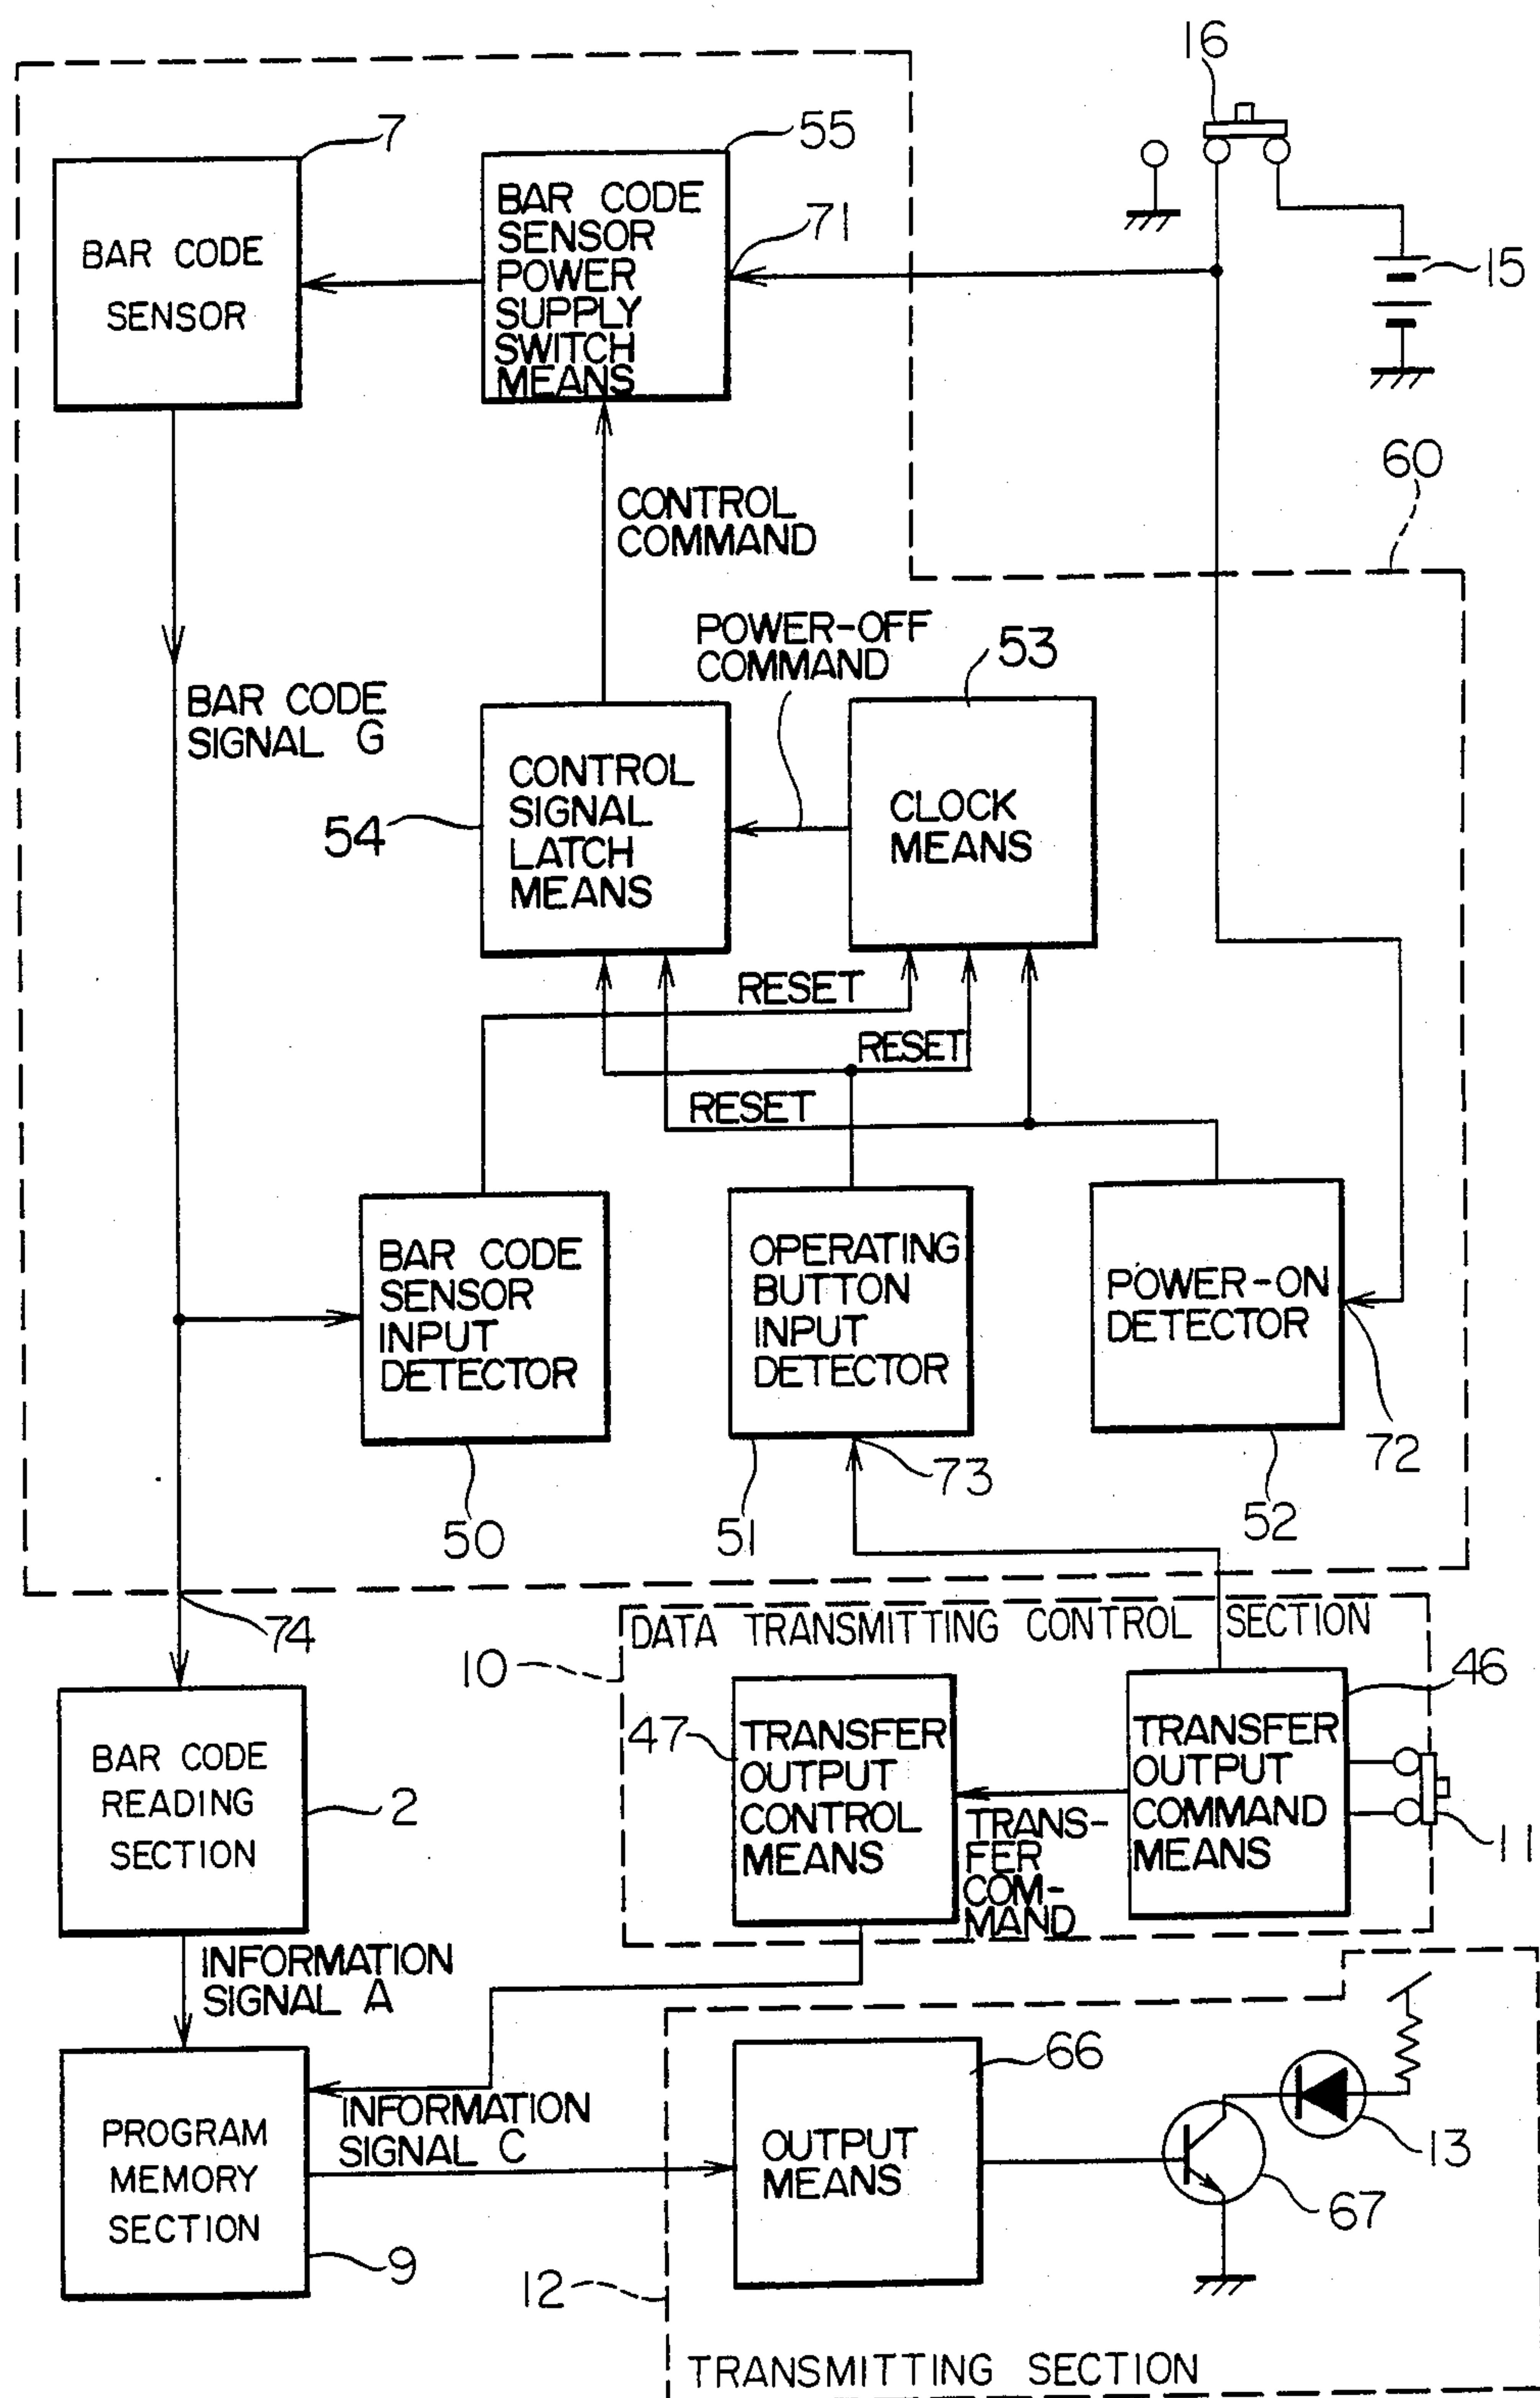 16
7
55
BAR CODE
SENSOR
BAR CODE
SENSOR
POWER
SUPPLY
SWITCH
MEANS
71
15
60
CONTROL
COMMAND
POWER-OFF
COMMAND
53
BAR CODE
SIGNAL G
54
CONTROL
SIGNAL
LATCH
MEANS
CLOCK
MEANS
RESET
RESET
RESET
BAR CODE
SENSOR
INPUT
DETECTOR
OPERATING
BUTTON
INPUT
DETECTOR
POWER-ON
DETECTOR
50
51
73
52
72
74
DATA TRANSMITTING CONTROL SECTION
10
46
47
TRANSFER
OUTPUT
CONTROL
MEANS
TRANS-
FER
COM-
MAND
TRANSFER
OUTPUT
COMMAND
MEANS
11
BAR CODE
READING
SECTION
2
INFORMATION
SIGNAL A
PROGRAM
MEMORY
SECTION
9
INFORMATION
SIGNAL C
66
OUTPUT
MEANS
13
67
12
TRANSMITTING SECTION